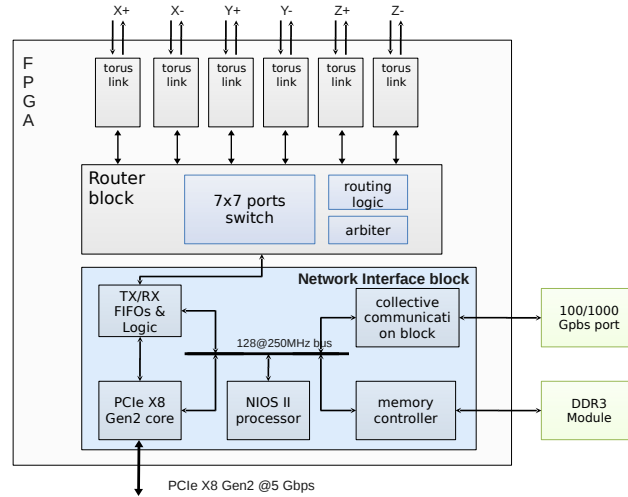 X+ X- Y+ Y- Z+ Z-
F
P
G
A
torus
link
torus
link
torus
link
torus
link
torus
link
torus
link
Router
block
7x7 ports
switch
routing
logic
arbiter
Network Interface block
TX/RX
FIFOs &
Logic
collective
communicati
on block
100/1000
Gpbs port
128@250MHz bus
PCIe X8
Gen2 core
NIOS II
processor
memory
controller
DDR3
Module
PCIe X8 Gen2 @5 Gbps